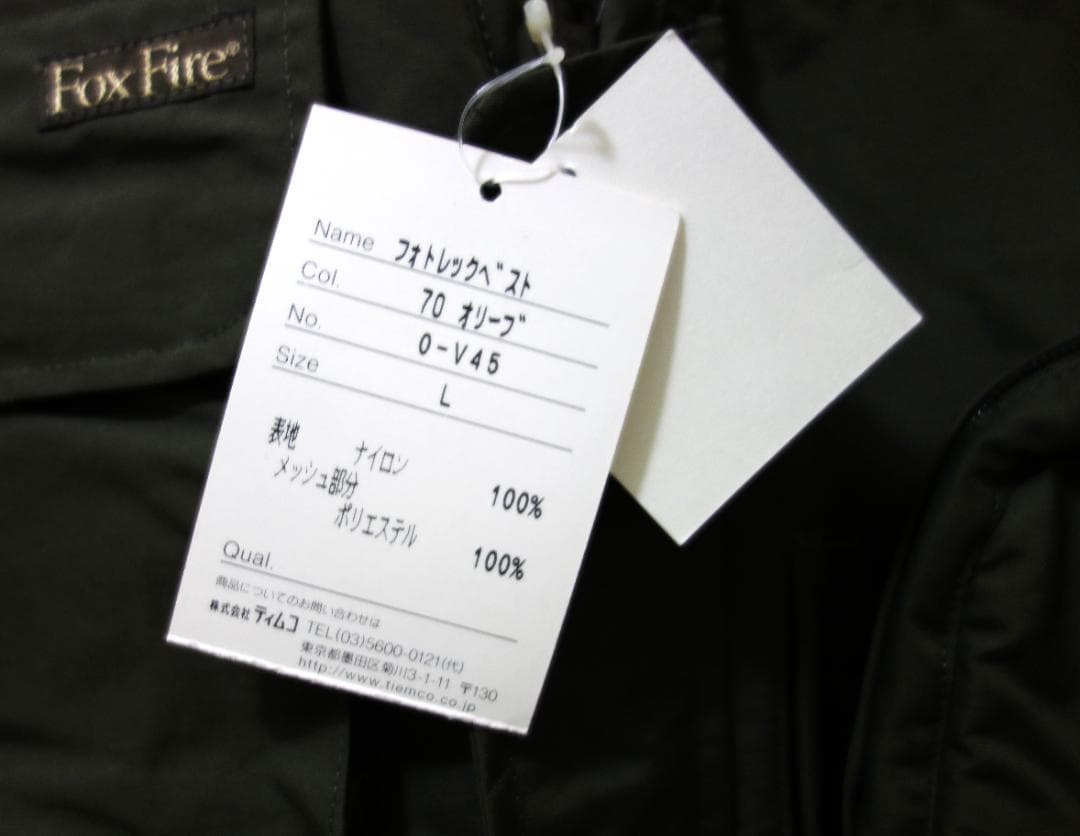 Fox Fire®
Name フォトレックベスト
Col. 70 オリーブ
No. 0-V45
Size L
表地 ナイロン 100%
メッシュ部分
ポリエステル 100%
Qual.
商品についてのお問い合わせは
株式会社 ティムコ TEL(03)5600-0121(代)
東京都墨田区菊川3-1-11 〒130
http://www.tiemco.co.jp